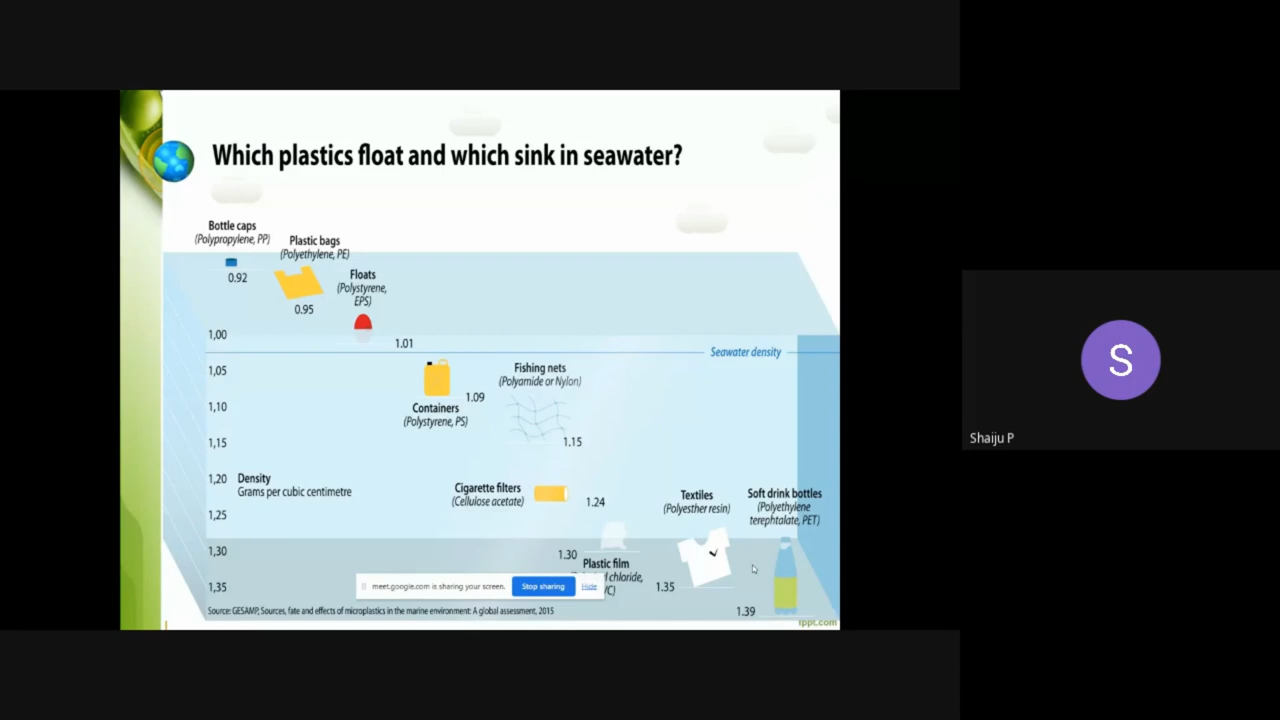 Which plastics float and which sink in seawater?
Bottle caps
(Polypropylene, PP)
0.92
Plastic bags
(Polyethylene, PE)
0.95
Floats
(Polystyrene,
EPS)
1.01
1,00
Seawater density
1,05
1,10
1,15
1,20
1,25
1,30
1,35
Containers
(Polystyrene, PS)
1.09
Fishing nets
(Polyamide or Nylon)
1.15
Density
Grams per cubic centimetre
Cigarette filters
(Cellulose acetate)
1.24
Textiles
(Polyesther resin)
1.35
Soft drink bottles
(Polyethylene
terephtalate, PET)
1.39
1.30
Plastic film
chloride,
meet.google.com is sharing your screen.
Stop sharing
Hide
Source: GESAMP, Sources, fate and effects of microplastics in the marine environment: A global assessment, 2015
fppt.com
S
Shaiju P